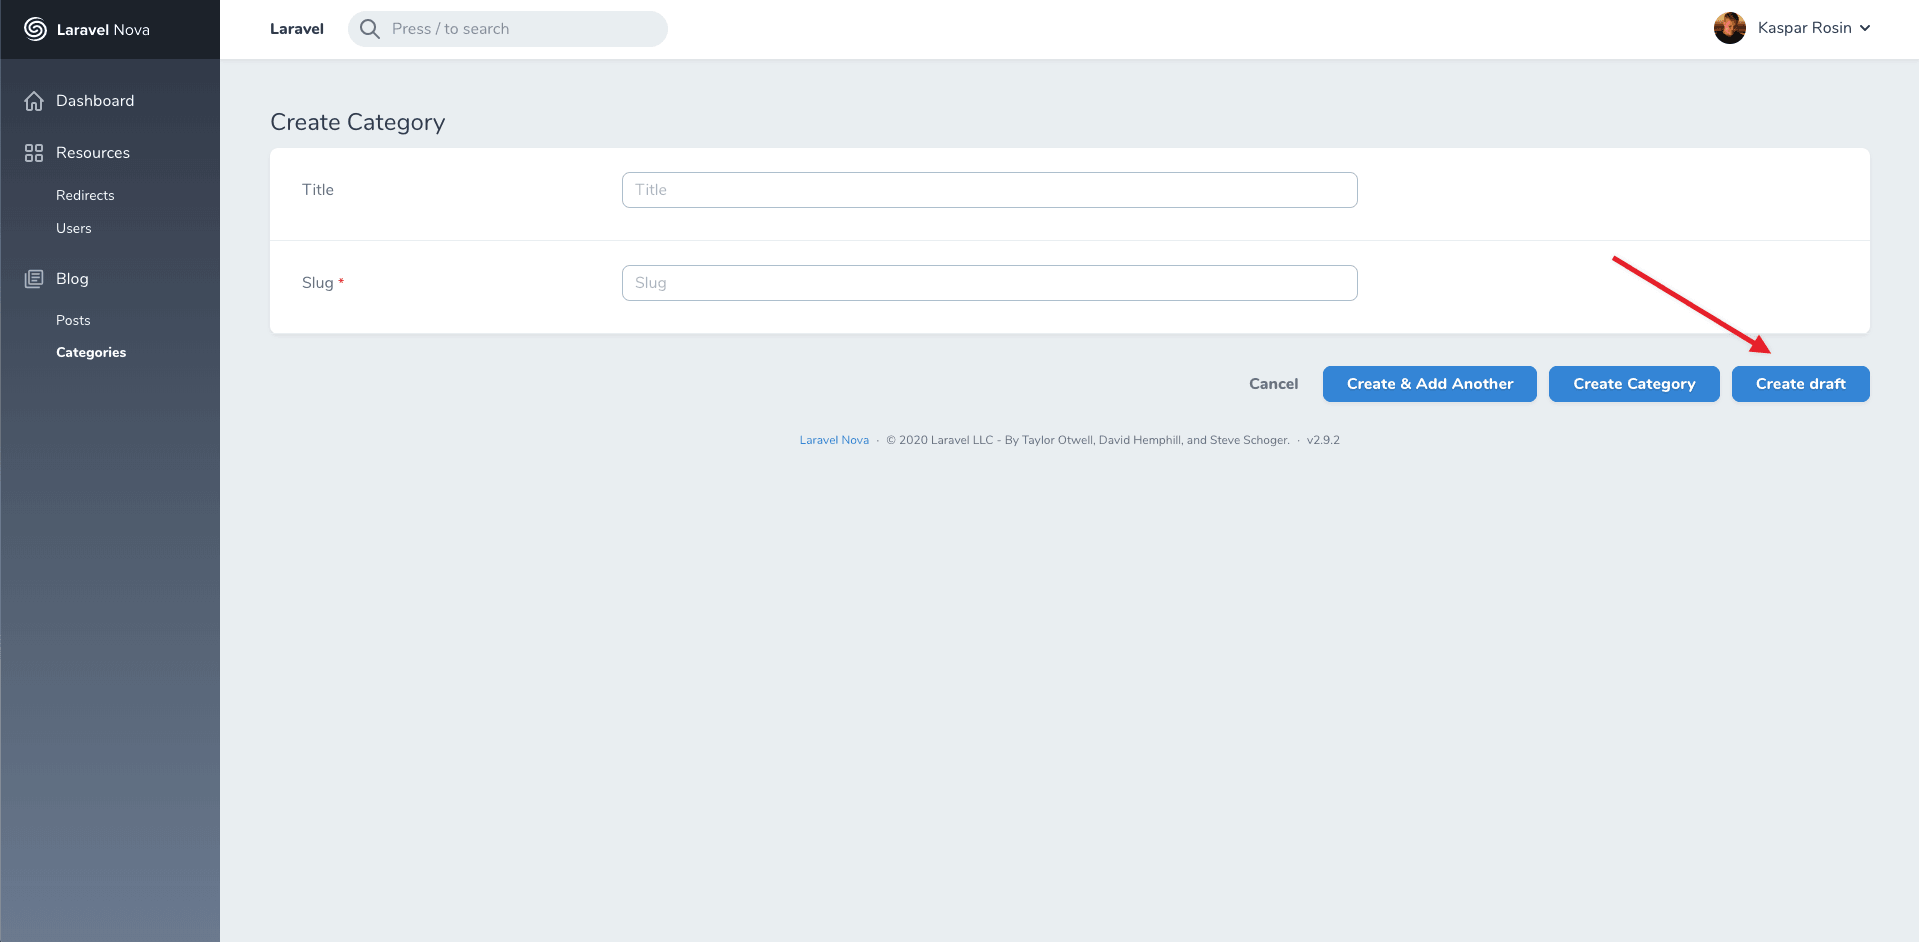 Laravel Nova
Laravel
Press / to search
Kaspar Rosin
Dashboard
Resources
Redirects
Users
Blog
Posts
Categories
Create Category
Title
Title
Slug *
Slug
Cancel
Create & Add Another
Create Category
Create draft
Laravel Nova · © 2020 Laravel LLC - By Taylor Otwell, David Hemphill, and Steve Schoger. · v2.9.2